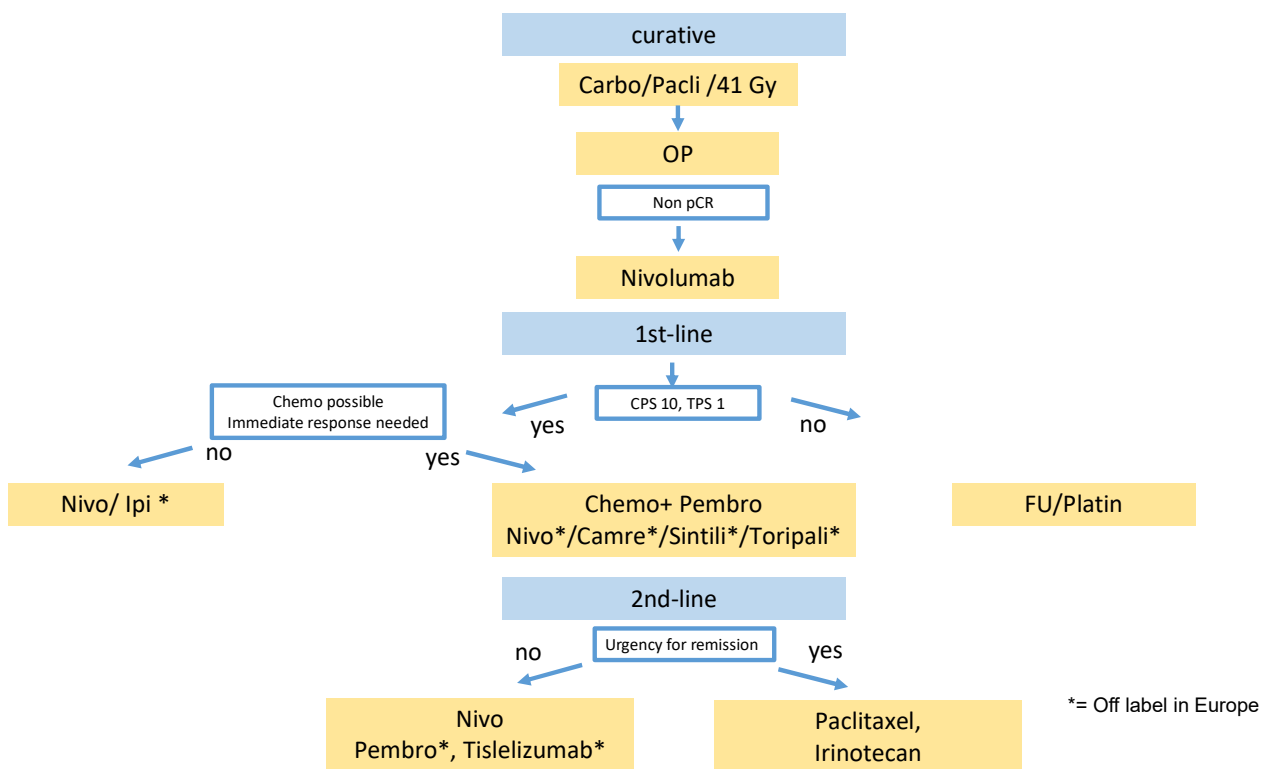 curative
Carbo/Pacli /41 Gy
OP
Non pCR
Nivolumab
1st-line
Chemo possible
Immediate response needed
CPS 10, TPS 1
yes
no
no
yes
Nivo/ Ipi *
Chemo+ Pembro
Nivo*/Camre*/Sintili*/Toripali*
FU/Platin
2nd-line
Urgency for remission
no
yes
Nivo
Pembro*, Tislelizumab*
Paclitaxel,
Irinotecan
*= Off label in Europe